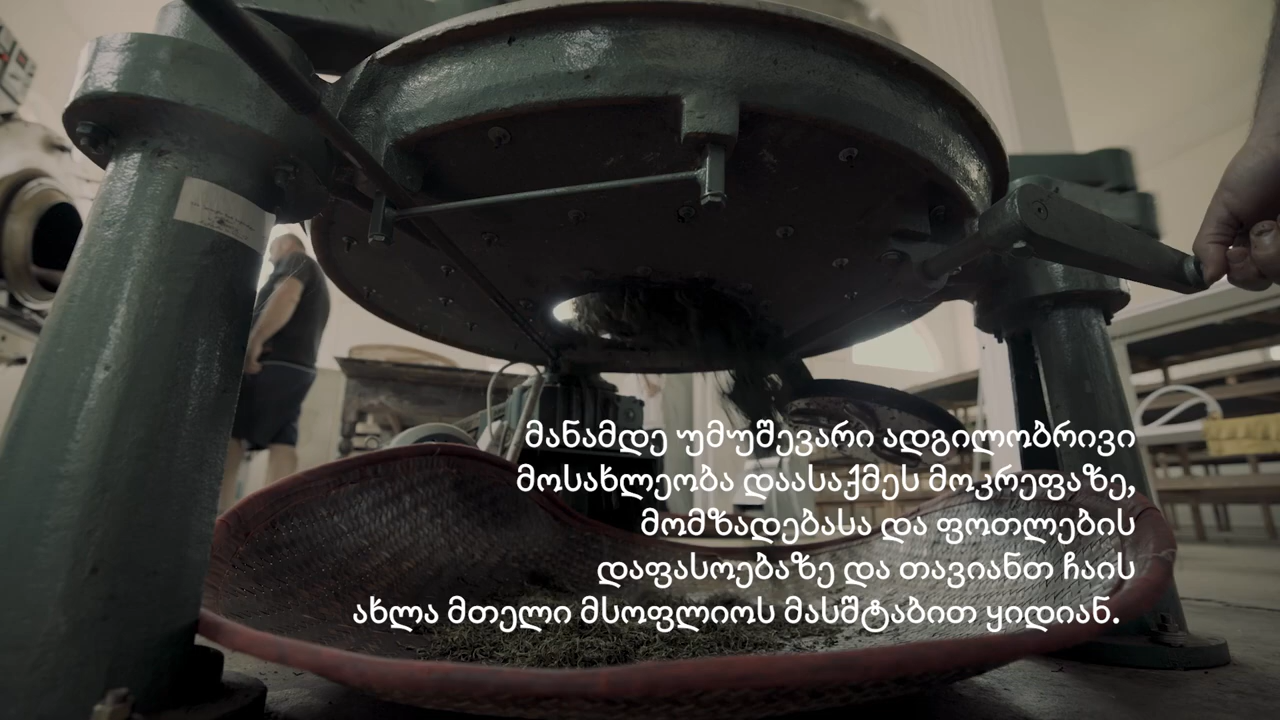 მანამდე უმუშევარი ადგილობრივი
მოსახლეობა დაასაქმეს მოკრეფაზე,
მომზადებასა და ფოთლების
დაფასოებაზე და თავიანთ ჩაის
ახლა მთელი მსოფლიოს მასშტაბით ყიდიან.